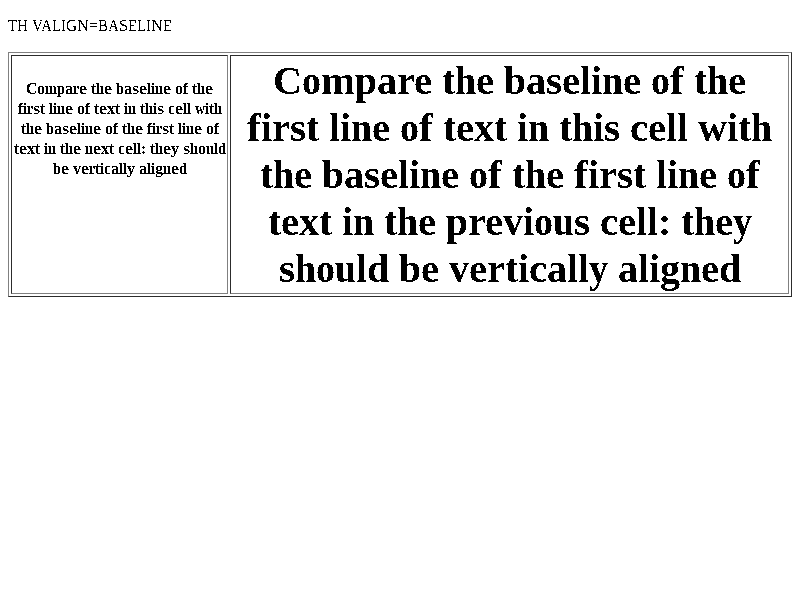 TH VALIGN=BASELINE
Compare the baseline of the
first line of text in this cell with
the baseline of the first line of
text in the next cell: they should
be vertically aligned
Compare the baseline of the
first line of text in this cell with
the baseline of the first line of
text in the previous cell: they
should be vertically aligned